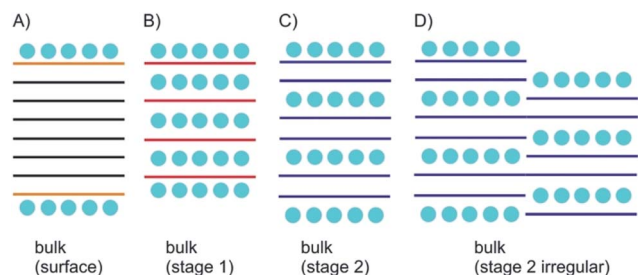 A)
B)
C)
D)
bulk
(surface)
bulk
(stage 1)
bulk
(stage 2)
bulk
(stage 2 irregular)